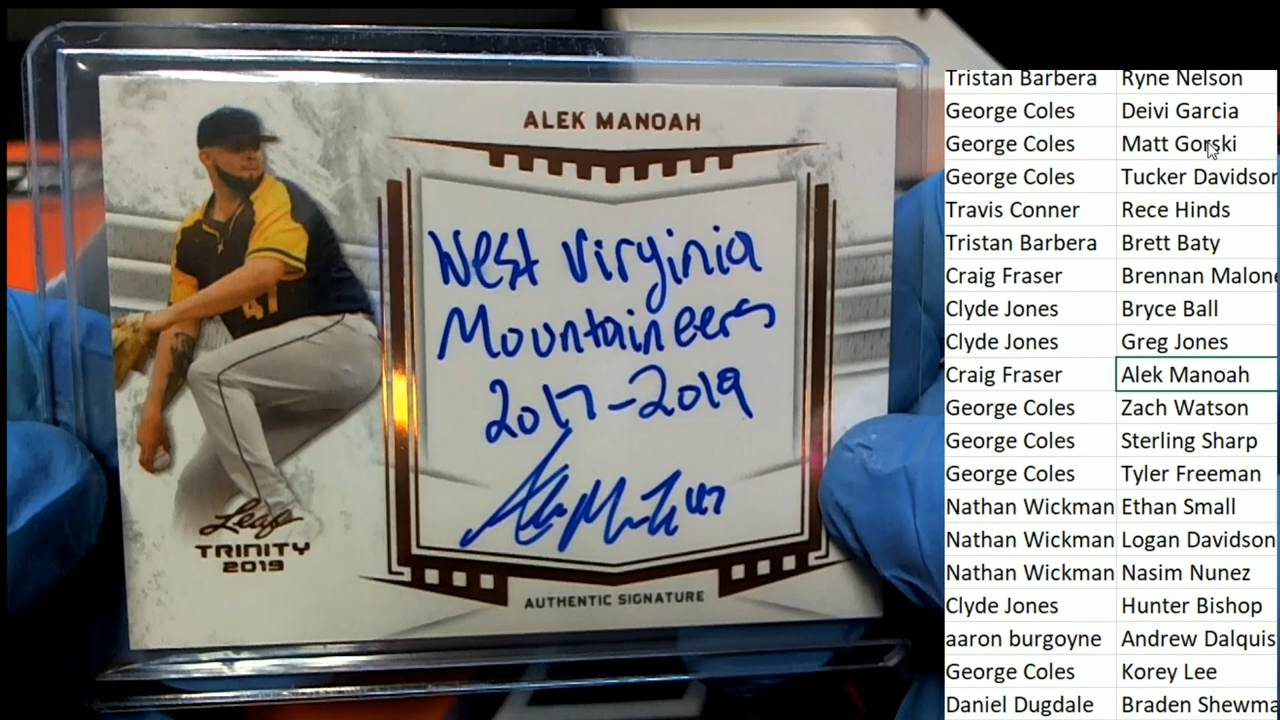 ALEK MANOAH
West Virginia
Mountaineers
2017-2019
47
47
Leaf
TRINITY
2019
AUTHENTIC SIGNATURE
Tristan Barbera Ryne Nelson
George Coles Deivi Garcia
George Coles Matt Gorski
George Coles Tucker Davidson
Travis Conner Rece Hinds
Tristan Barbera Brett Baty
Craig Fraser Brennan Malone
Clyde Jones Bryce Ball
Clyde Jones Greg Jones
Craig Fraser Alek Manoah
George Coles Zach Watson
George Coles Sterling Sharp
George Coles Tyler Freeman
Nathan Wickman Ethan Small
Nathan Wickman Logan Davidson
Nathan Wickman Nasim Nunez
Clyde Jones Hunter Bishop
aaron burgoyne Andrew Dalquis
George Coles Korey Lee
Daniel Dugdale Braden Shewma